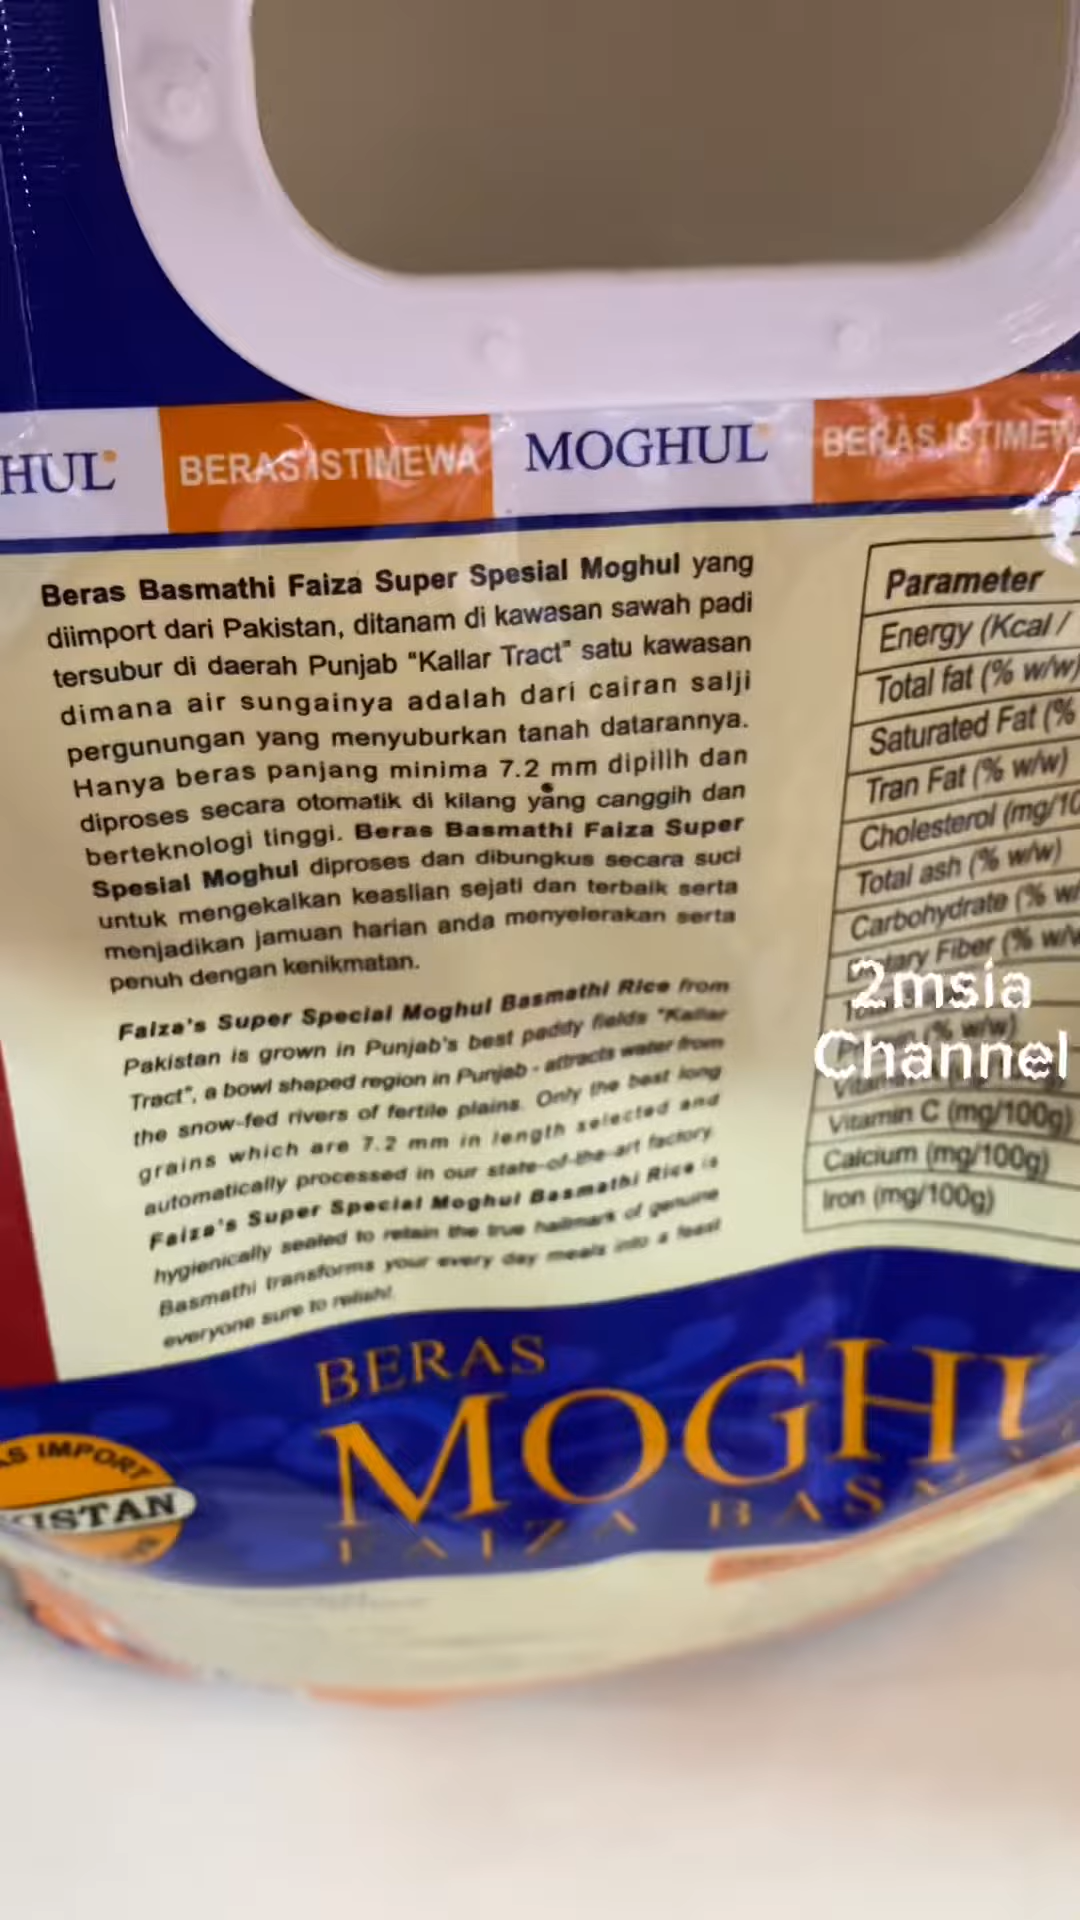 HUL
BERAS ISTIMEWA
MOGHUL
BERAS ISTIMEW
Beras Basmathi Faiza Super Spesial Moghul yang
diimport dari Pakistan, ditanam di kawasan sawah padi
tersubur di daerah Punjab "Kallar Tract" satu kawasan
dimana air sungainya adalah dari cairan salji
pergunungan yang menyuburkan tanah datarannya.
Hanya beras panjang minima 7.2 mm dipilih dan
diproses secara otomatik di kilang yang canggih dan
berteknologi tinggi. Beras Basmathi Faiza Super
Spesial Moghul diproses dan dibungkus secara suci
untuk mengekalkan keaslian sejati dan terbaik serta
menjadikan jamuan harian anda menyelerakan serta
penuh dengan kenikmatan.
Faiza's Super Special Moghul Basmathi Rice from
Pakistan is grown in Punjab's best paddy fields "Kallar
Tract", a bowl shaped region in Punjab - attracts water from
the snow-fed rivers of fertile plains. Only the best long
grains which are 7.2 mm in length selected and
automatically processed in our state-of-the-art factory.
Faiza's Super Special Moghul Basmathi Rice is
hygienically sealed to retain the true hallmark of genuine
Basmathi transforms your every day meals into a feast
everyone sure to relish!
Parameter
Energy (Kcal /
Total fat (% w/w)
Saturated Fat (%
Tran Fat (% w/w)
Cholesterol (mg/10
Total ash (% w/w)
Carbohydrate (% w/
Dietary Fiber (% w/w
(% w/w)
Vitamin C (mg/100g)
Calcium (mg/100g)
Iron (mg/100g)
2msia
Channel
BERAS
MOGHU
FAIZA BAS
AS IMPORT
KISTAN